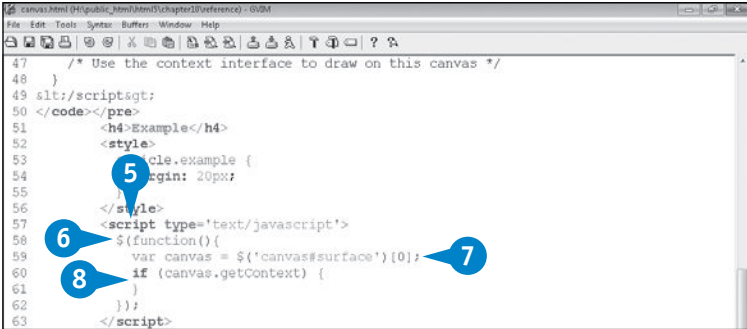 canvas.html (H:\public_html\html5\chapter10\reference) - GVIM
File Edit Tools Syntax Buffers Window Help
47 /* Use the context interface to draw on this canvas */
48 }
49 &lt;/script&gt;
50 </code></pre>
51 <h4>Example</h4>
52 <style>
53 icle.example {
54 rgin: 20px;
55
56 </style>
57 <script type='text/javascript'>
58 $(function(){
59 var canvas = $('canvas#surface')[0];
60 if (canvas.getContext) {
61 }
62 });
63 </script>
5
6
7
8